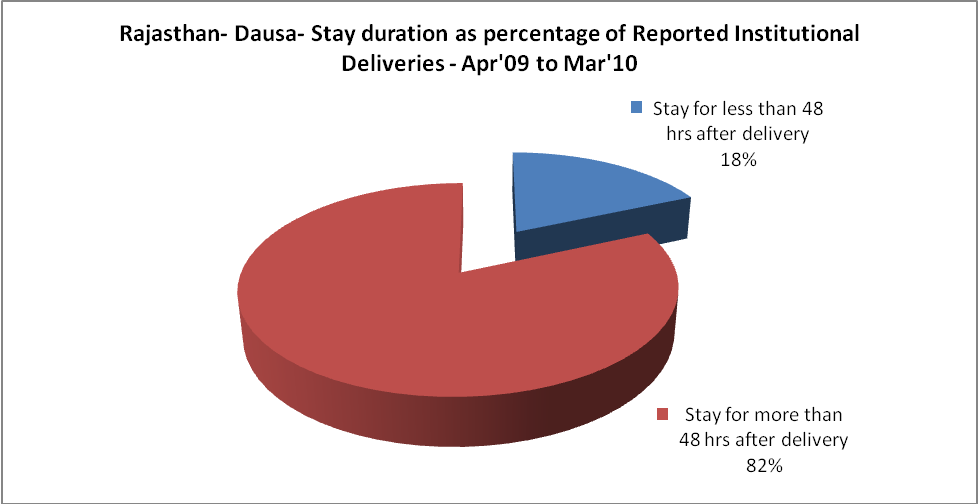 Rajasthan- Dausa- Stay duration as percentage of Reported Institutional
Deliveries - Apr'09 to Mar'10
Stay for less than 48
hrs after delivery
18%
Stay for more than
48 hrs after delivery
82%